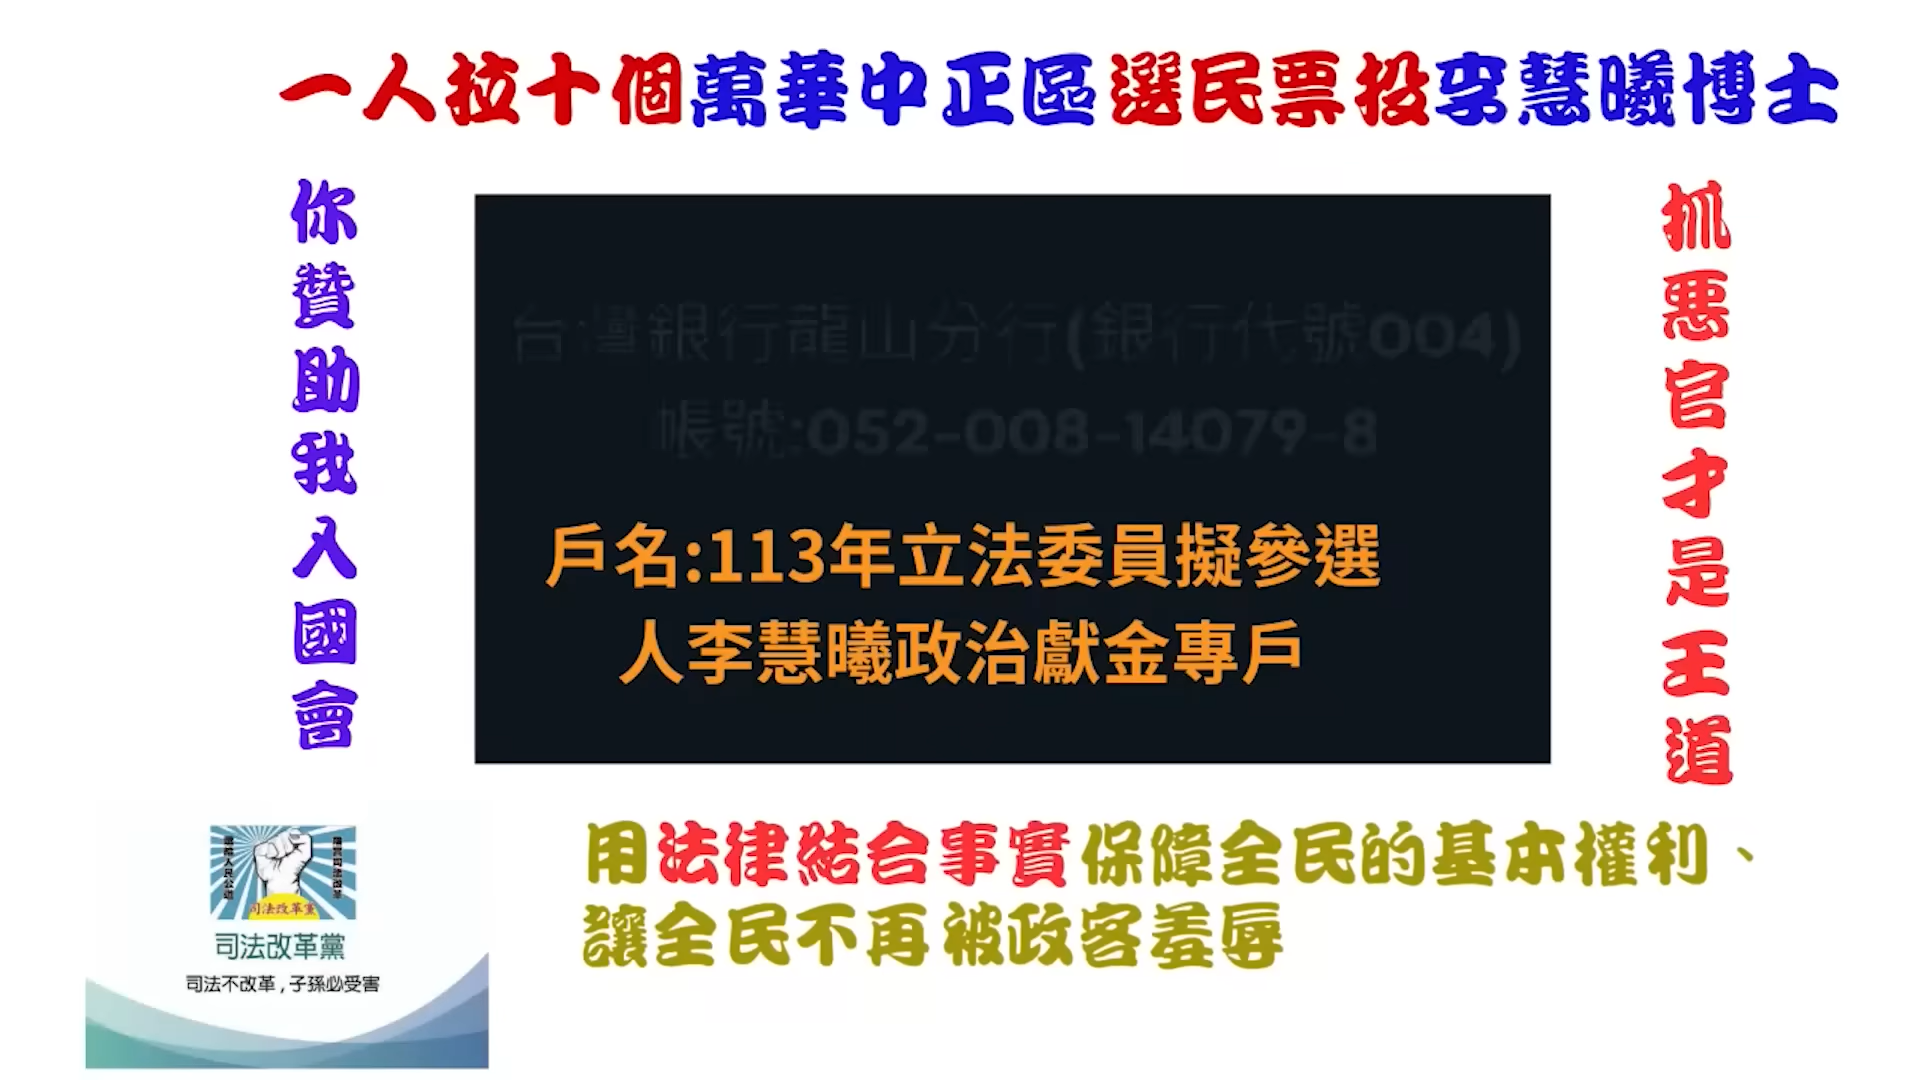 一人拉十個萬華中正區選民票投李慧曦博士
你贊助我入國會
台灣銀行龍山分行(銀行代號004)
帳號:052-008-14079-8
戶名:113年立法委員擬參選
人李慧曦政治獻金專戶
抓惡官才是王道
用法律結合事實保障全民的基本權利、
讓全民不再被政客羞辱
司法改革黨
司法改革黨
司法不改革,子孫必受害